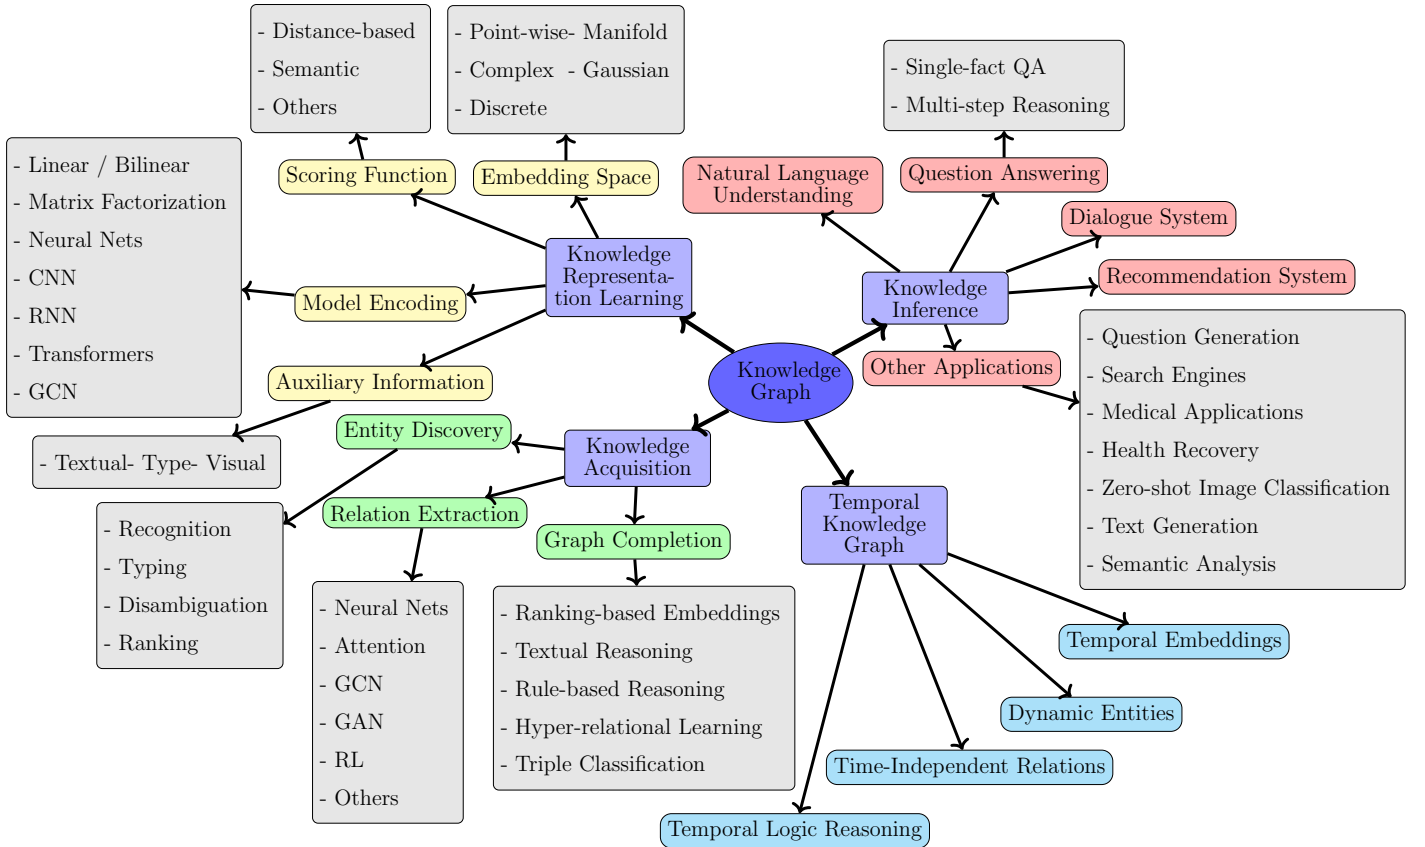 - Distance-based
- Semantic
- Others
- Point-wise- Manifold
- Complex - Gaussian
- Discrete
- Single-fact QA
- Multi-step Reasoning
- Linear / Bilinear
- Matrix Factorization
- Neural Nets
- CNN
- RNN
- Transformers
- GCN
Scoring Function
Embedding Space
Natural Language
Understanding
Question Answering
Dialogue System
Recommendation System
Knowledge
Representa-
tion Learning
Knowledge
Inference
Model Encoding
Auxiliary Information
Knowledge
Graph
Other Applications
- Question Generation
- Search Engines
- Medical Applications
- Health Recovery
- Zero-shot Image Classification
- Text Generation
- Semantic Analysis
- Textual- Type- Visual
Entity Discovery
Knowledge
Acquisition
Relation Extraction
Graph Completion
Temporal
Knowledge
Graph
- Recognition
- Typing
- Disambiguation
- Ranking
- Neural Nets
- Attention
- GCN
- GAN
- RL
- Others
- Ranking-based Embeddings
- Textual Reasoning
- Rule-based Reasoning
- Hyper-relational Learning
- Triple Classification
Temporal Embeddings
Dynamic Entities
Time-Independent Relations
Temporal Logic Reasoning